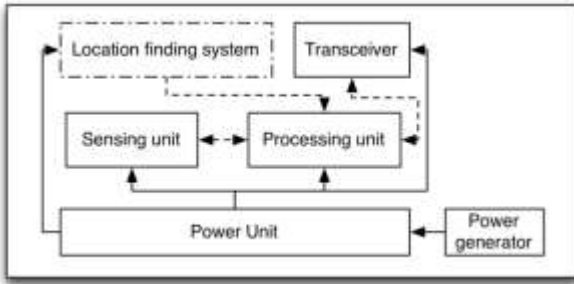 Location finding system
Transceiver
Sensing unit
Processing unit
Power Unit
Power
generator